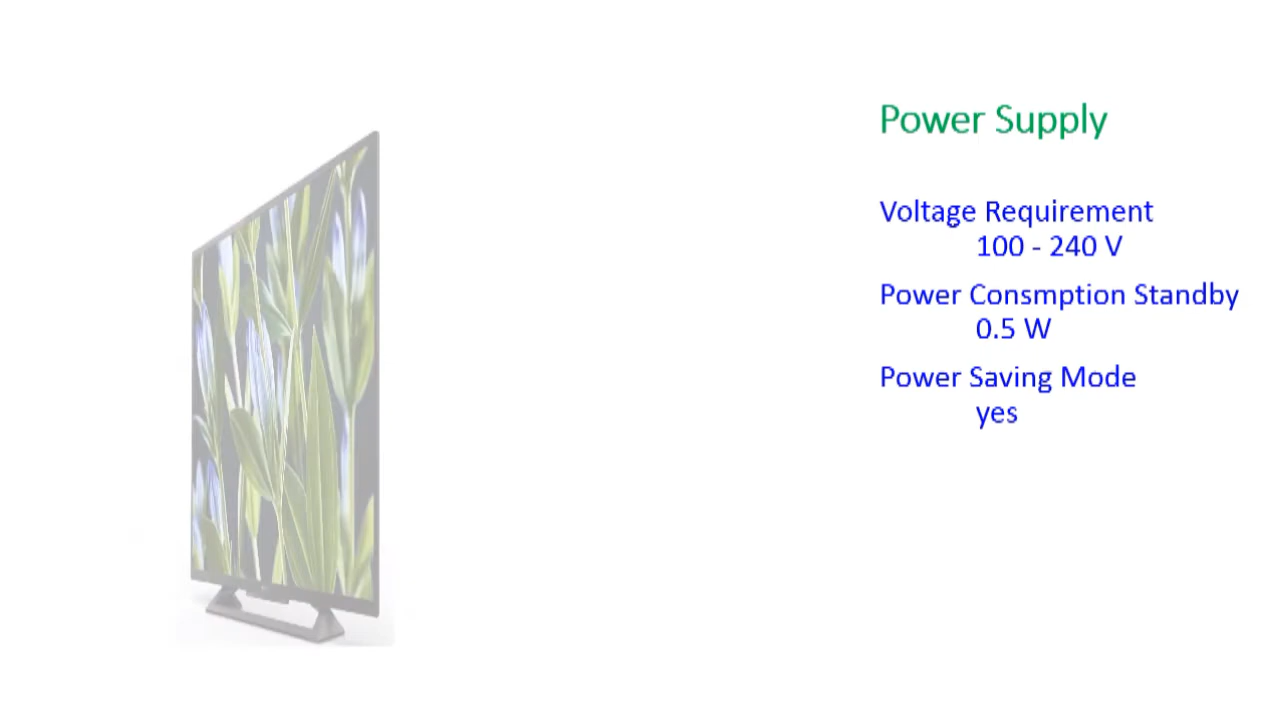 Power Supply
Voltage Requirement
100 - 240 V
Power Consmption Standby
0.5 W
Power Saving Mode
yes